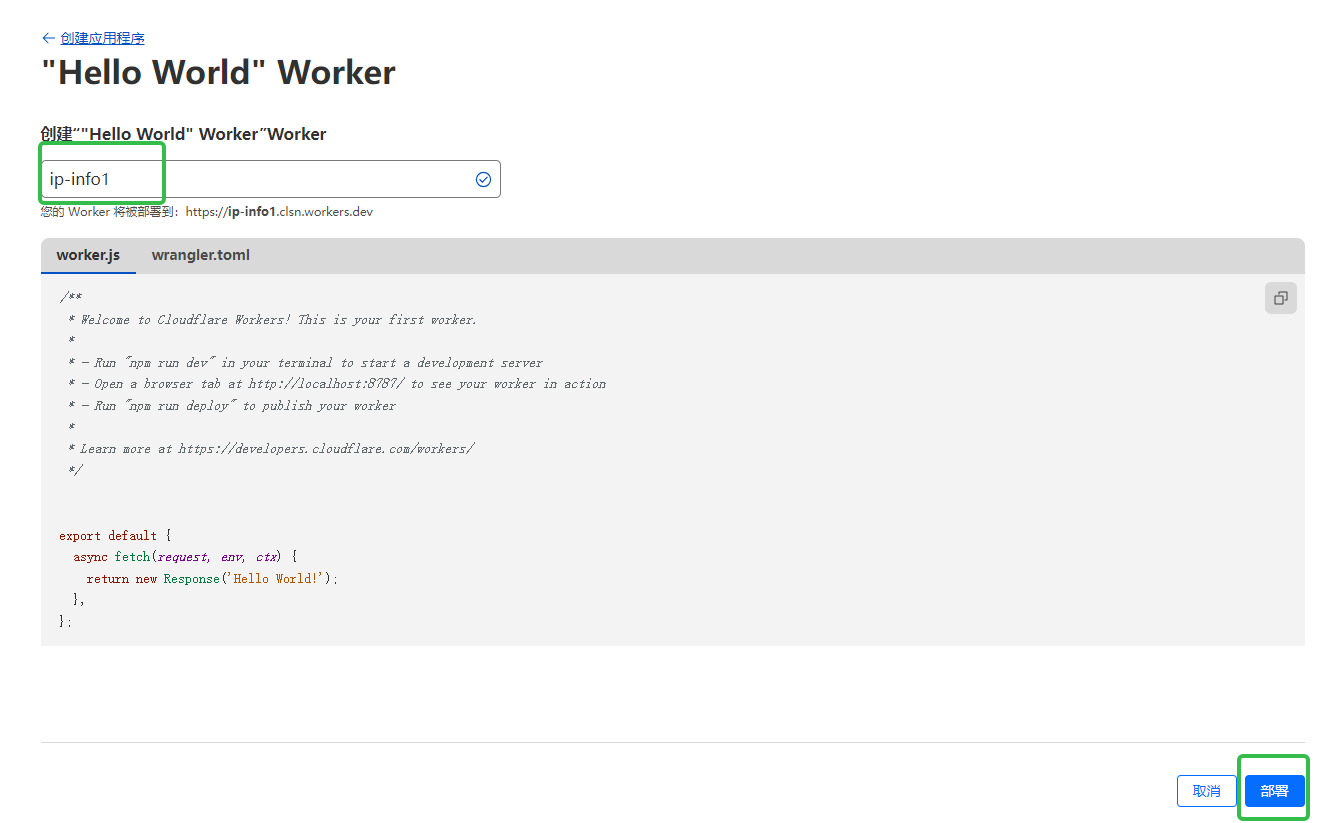 ← 创建应用程序
"Hello World" Worker
创建“"Hello World" Worker”Worker
ip-info1
您的 Worker 将被部署到：https://ip-info1.clsn.workers.dev
worker.js wrangler.toml
/**
* Welcome to Cloudflare Workers! This is your first worker.
*
* - Run "npm run dev" in your terminal to start a development server
* - Open a browser tab at http://localhost:8787/ to see your worker in action
* - Run "npm run deploy" to publish your worker
*
* Learn more at https://developers.cloudflare.com/workers/
*/
export default {
async fetch(request, env, ctx) {
return new Response('Hello World!');
},
};
取消 部署